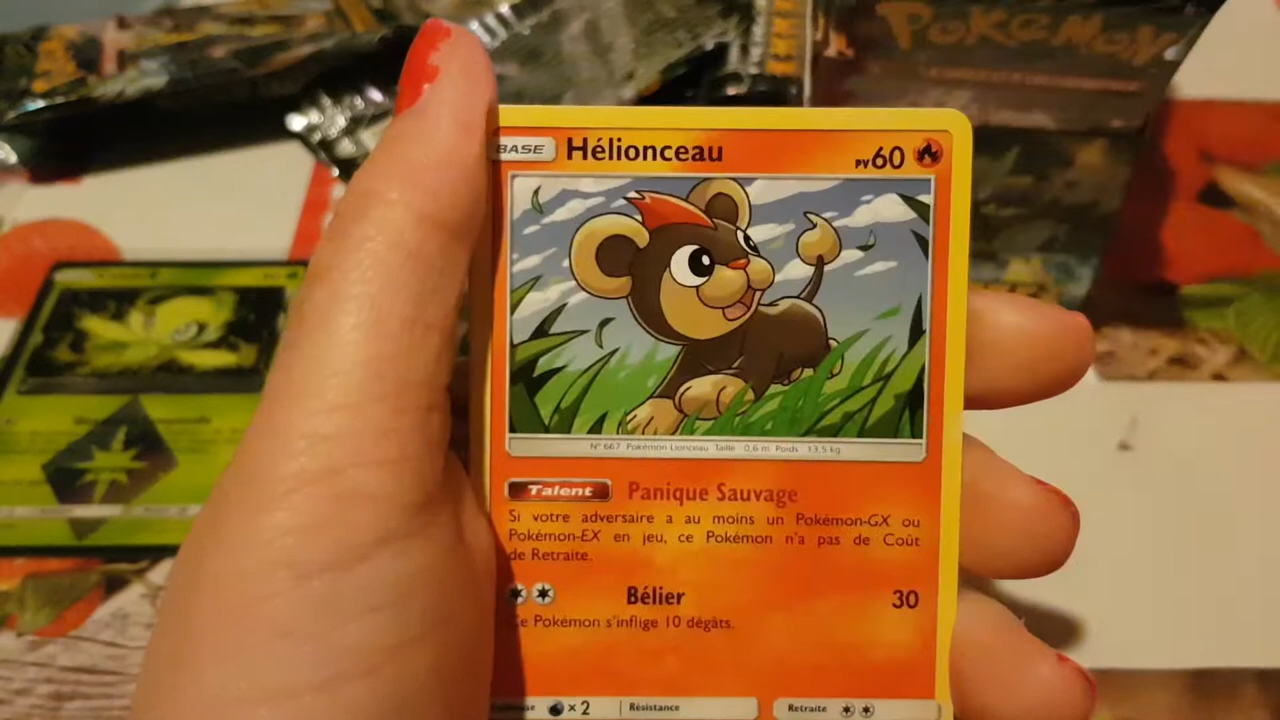 POKÉMON
BASE Hélionceau PV60
N° 667 Pokémon Lionceau Taille : 0,6 m Poids : 13,5 kg
Talent Panique Sauvage
Si votre adversaire a au moins un Pokémon-GX ou
Pokémon-EX en jeu, ce Pokémon n'a pas de Coût
de Retraite.
Bélier 30
Ce Pokémon s'inflige 10 dégâts.
×2 Résistance Retraite